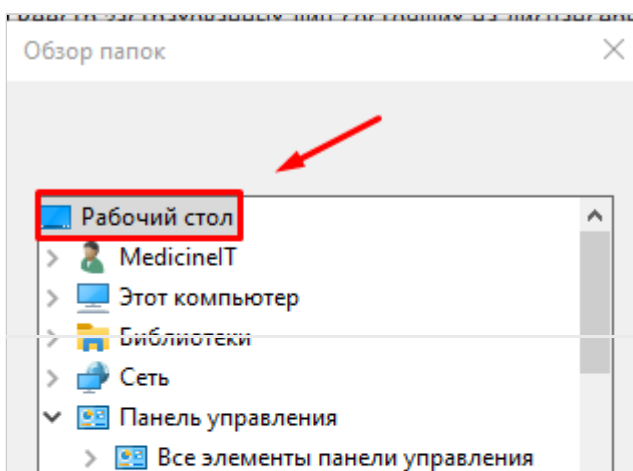 Обзор папок
Рабочий стол
MedicineIT
Этот компьютер
Библиотеки
Сеть
Панель управления
Все элементы панели управления